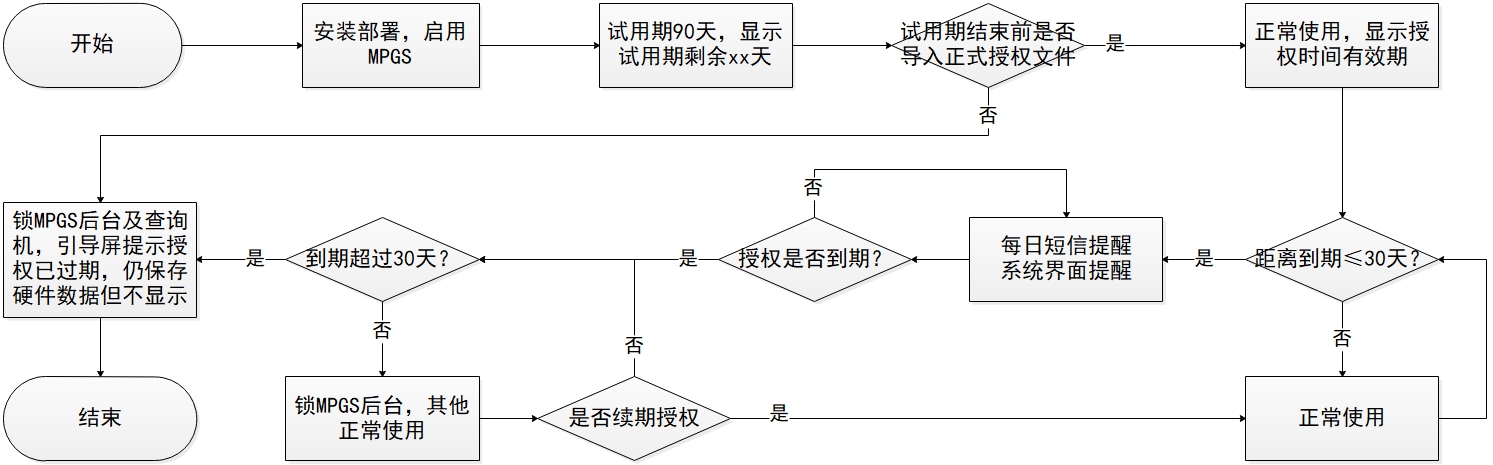 开始
安装部署，启用
MPGS
试用期90天，显示
试用期剩余xx天
试用期结束前是否
导入正式授权文件
是
正常使用，显示授
权时间有效期
否
否
锁MPGS后台及查询
机，引导屏提示授
权已过期，仍保存
硬件数据但不显示
是
到期超过30天？
是
授权是否到期？
每日短信提醒
系统界面提醒
是
距离到期≤30天？
否
否
否
结束
锁MPGS后台，其他
正常使用
是否续期授权
是
正常使用